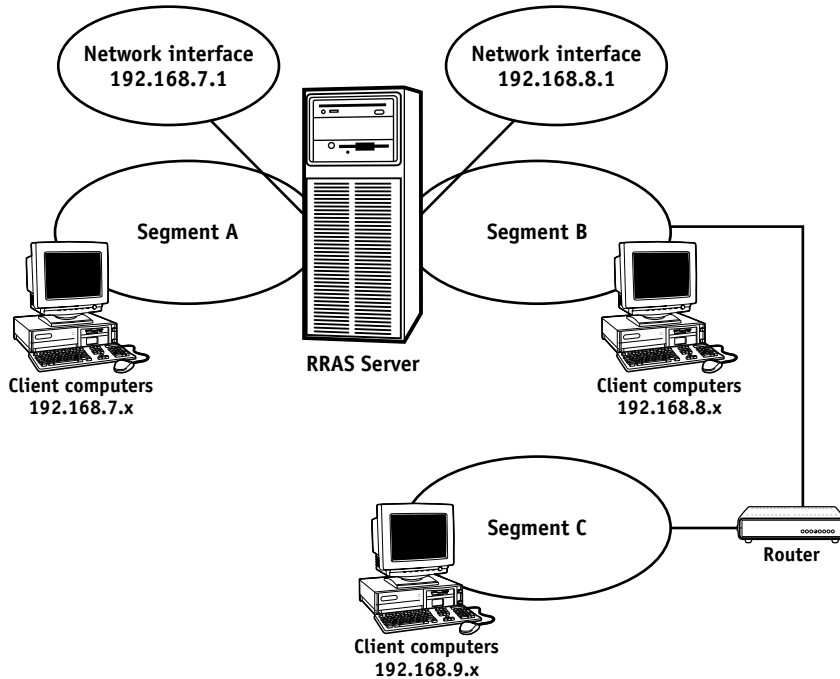 Network interface
192.168.7.1
Network interface
192.168.8.1
Segment A
Segment B
RRAS Server
Client computers
192.168.7.x
Client computers
192.168.8.x
Segment C
Router
Client computers
192.168.9.x